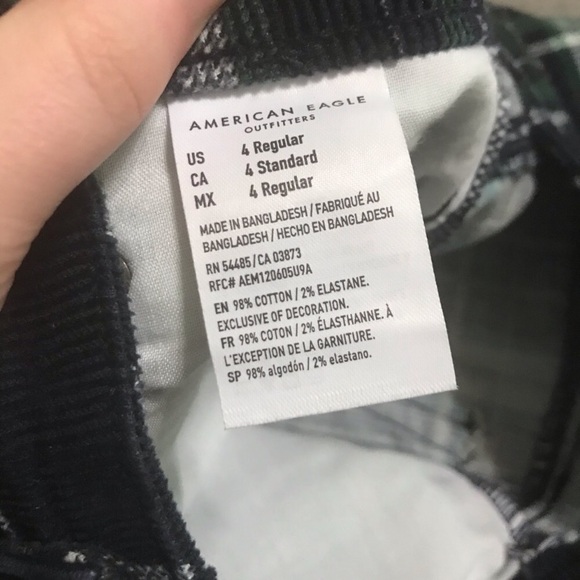 AMERICAN EAGLE
OUTFITTERS
US 4 Regular
CA 4 Standard
MX 4 Regular
MADE IN BANGLADESH / FABRIQUÉ AU
BANGLADESH / HECHO EN BANGLADESH
RN 54485 / CA 03873
RFC# AEM120605U9A
EN 98% COTTON / 2% ELASTANE.
EXCLUSIVE OF DECORATION.
FR 98% COTON / 2% ÉLASTHANNE. À
L'EXCEPTION DE LA GARNITURE.
SP 98% algodón / 2% elastano.